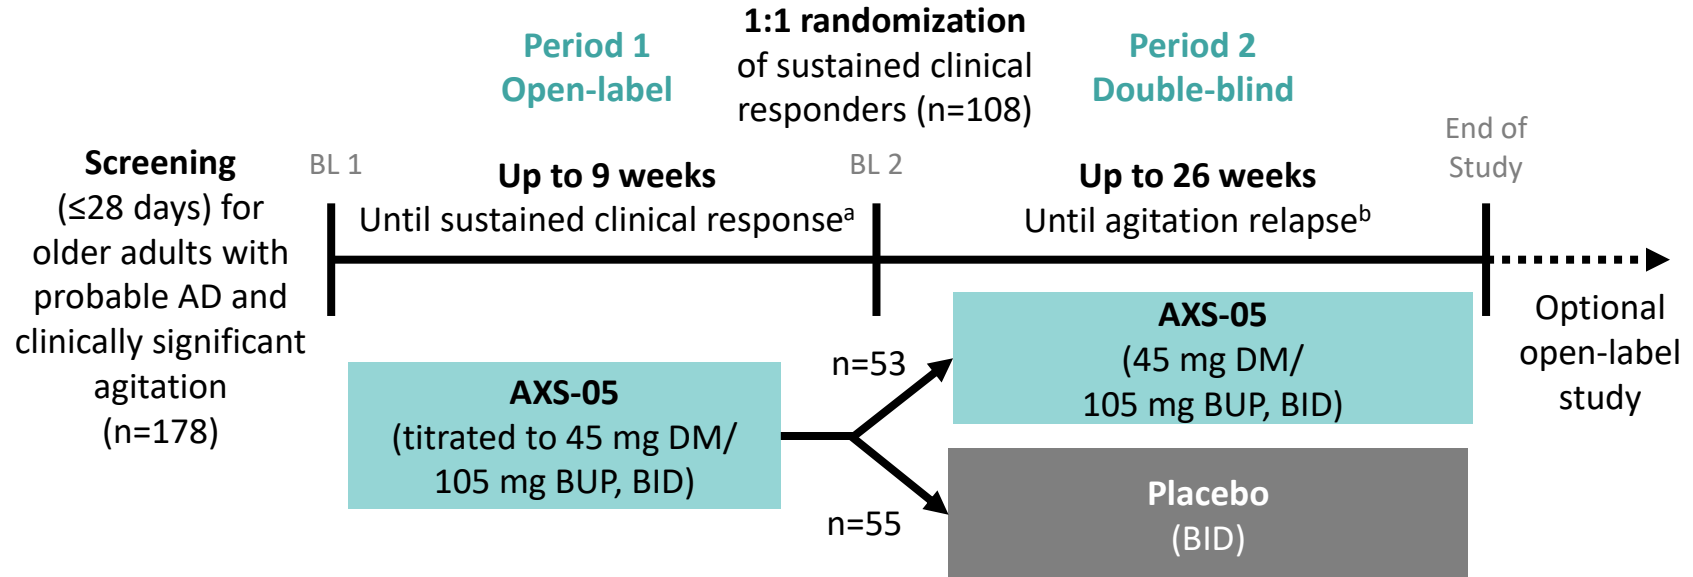 Period 1
Open-label
1:1 randomization
of sustained clinical
responders (n=108)
Period 2
Double-blind
Screening
(≤28 days) for
older adults with
probable AD and
clinically significant
agitation
(n=178)
BL 1
Up to 9 weeks
Until sustained clinical responseᵃ
BL 2
Up to 26 weeks
Until agitation relapseᵇ
End of
Study
AXS-05
(titrated to 45 mg DM/
105 mg BUP, BID)
n=53
n=55
AXS-05
(45 mg DM/
105 mg BUP, BID)
Placebo
(BID)
Optional
open-label
study